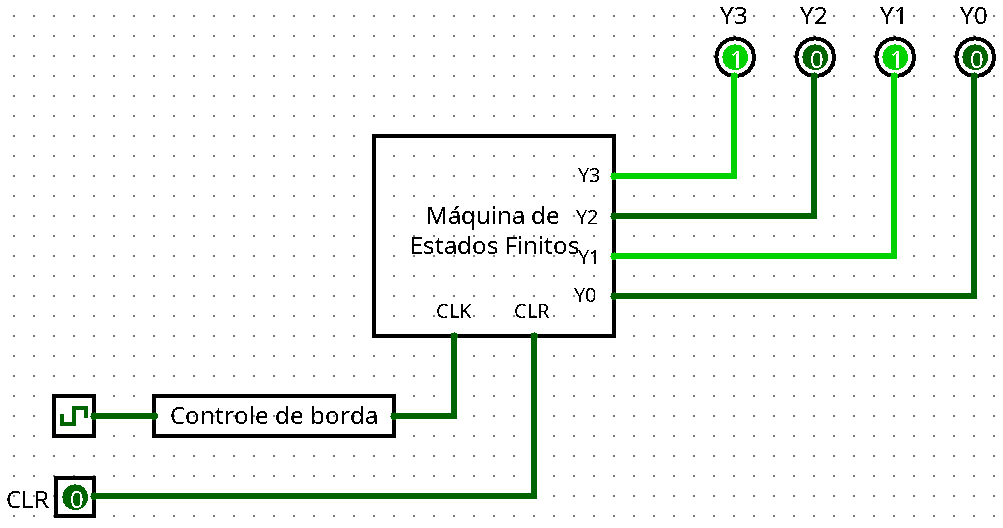 Y3 Y2 Y1 Y0
1 0 1 0
Y3
Máquina de Y2
Estados Finitos Y1
Y0
CLK CLR
Controle de borda
CLR 0